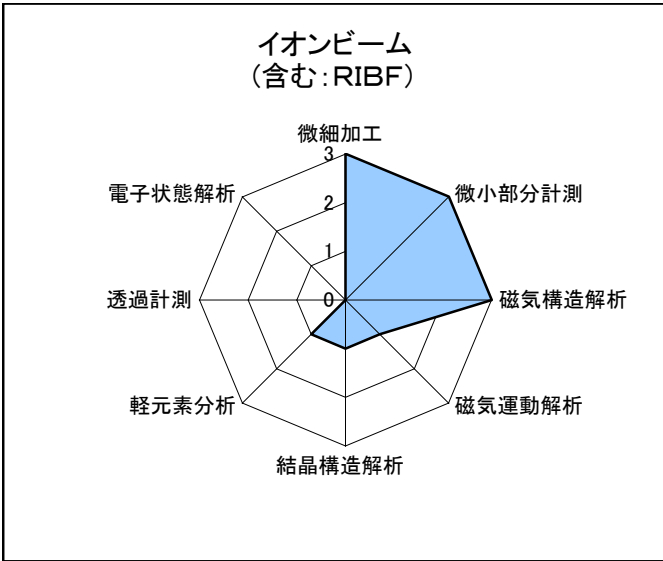 イオンビーム
(含む:RIBF)
微細加工
3
電子状態解析
微小部分計測
2
1
透過計測
0
磁気構造解析
軽元素分析
磁気運動解析
結晶構造解析